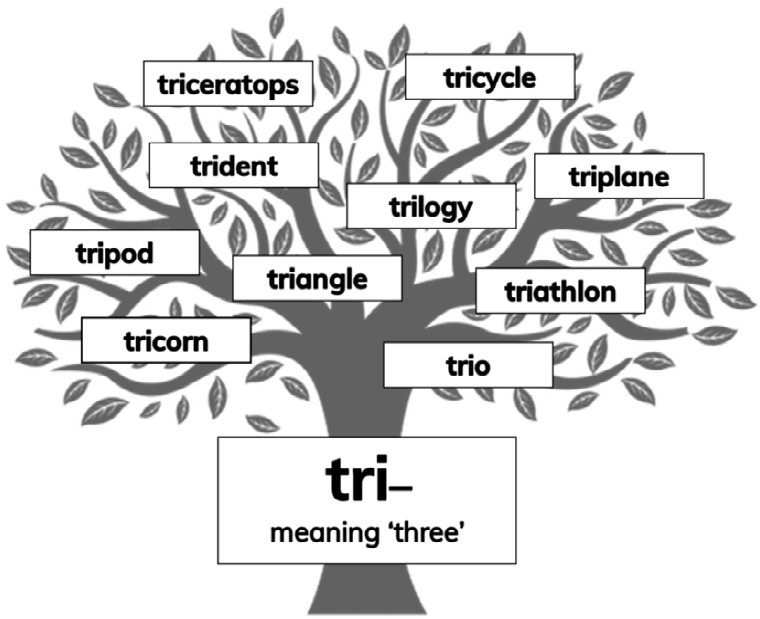 triceratops
tricycle
trident
triplane
trilogy
tripod
triangle
triathlon
tricorn
trio
tri–
meaning ‘three’